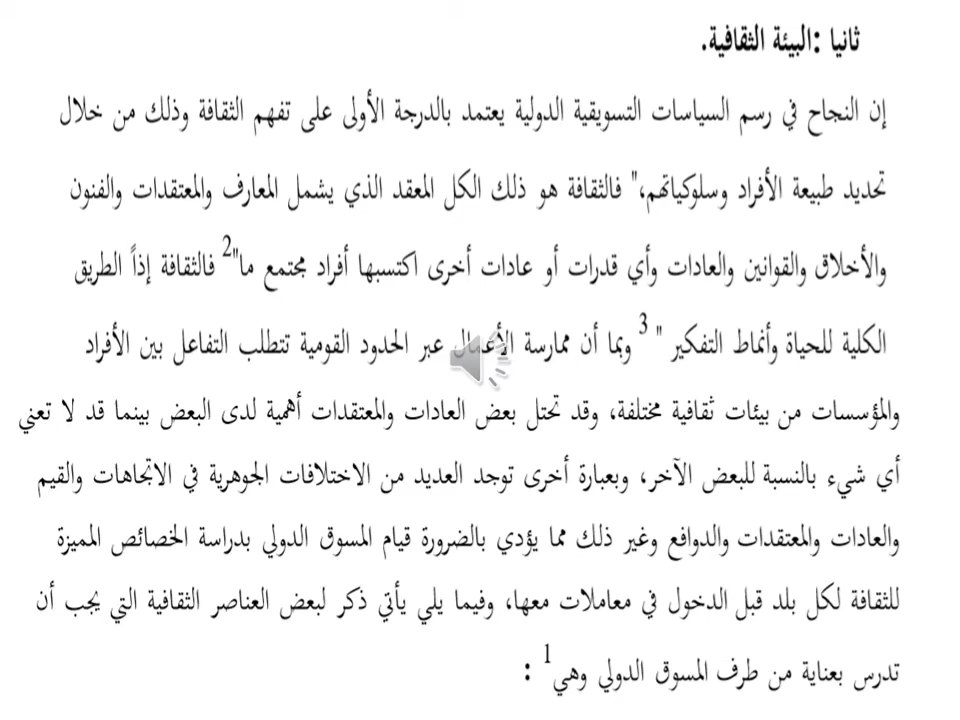 ثانيا :البيئة الثقافية.
إن النجاح في رسم السياسات التسويقية الدولية يعتمد بالدرجة الأولى على تفهم الثقافة وذلك من خلال
تحديد طبيعة الأفراد وسلوكياتهم،" فالثقافة هو ذلك الكل المعقد الذي يشمل المعارف والمعتقدات والفنون
والأخلاق والقوانين والعادات وأي قدرات أو عادات أخرى اكتسبها أفراد مجتمع ما"2 فالثقافة إذاً الطريق
الكلية للحياة وأنماط التفكير " 3 وبما أن ممارسة الأعمال عبر الحدود القومية تتطلب التفاعل بين الأفراد
والمؤسسات من بيئات ثقافية مختلفة، وقد تحتل بعض العادات والمعتقدات أهمية لدى البعض بينما قد لا تعني
أي شيء بالنسبة للبعض الآخر، وبعبارة أخرى توجد العديد من الاختلافات الجوهرية في الاتجاهات والقيم
والعادات والمعتقدات والدوافع وغير ذلك مما يؤدي بالضرورة قيام المسوق الدولي بدراسة الخصائص المميزة
للثقافة لكل بلد قبل الدخول في معاملات معها، وفيما يلي يأتي ذكر لبعض العناصر الثقافية التي يجب أن
تدرس بعناية من طرف المسوق الدولي وهي1 :